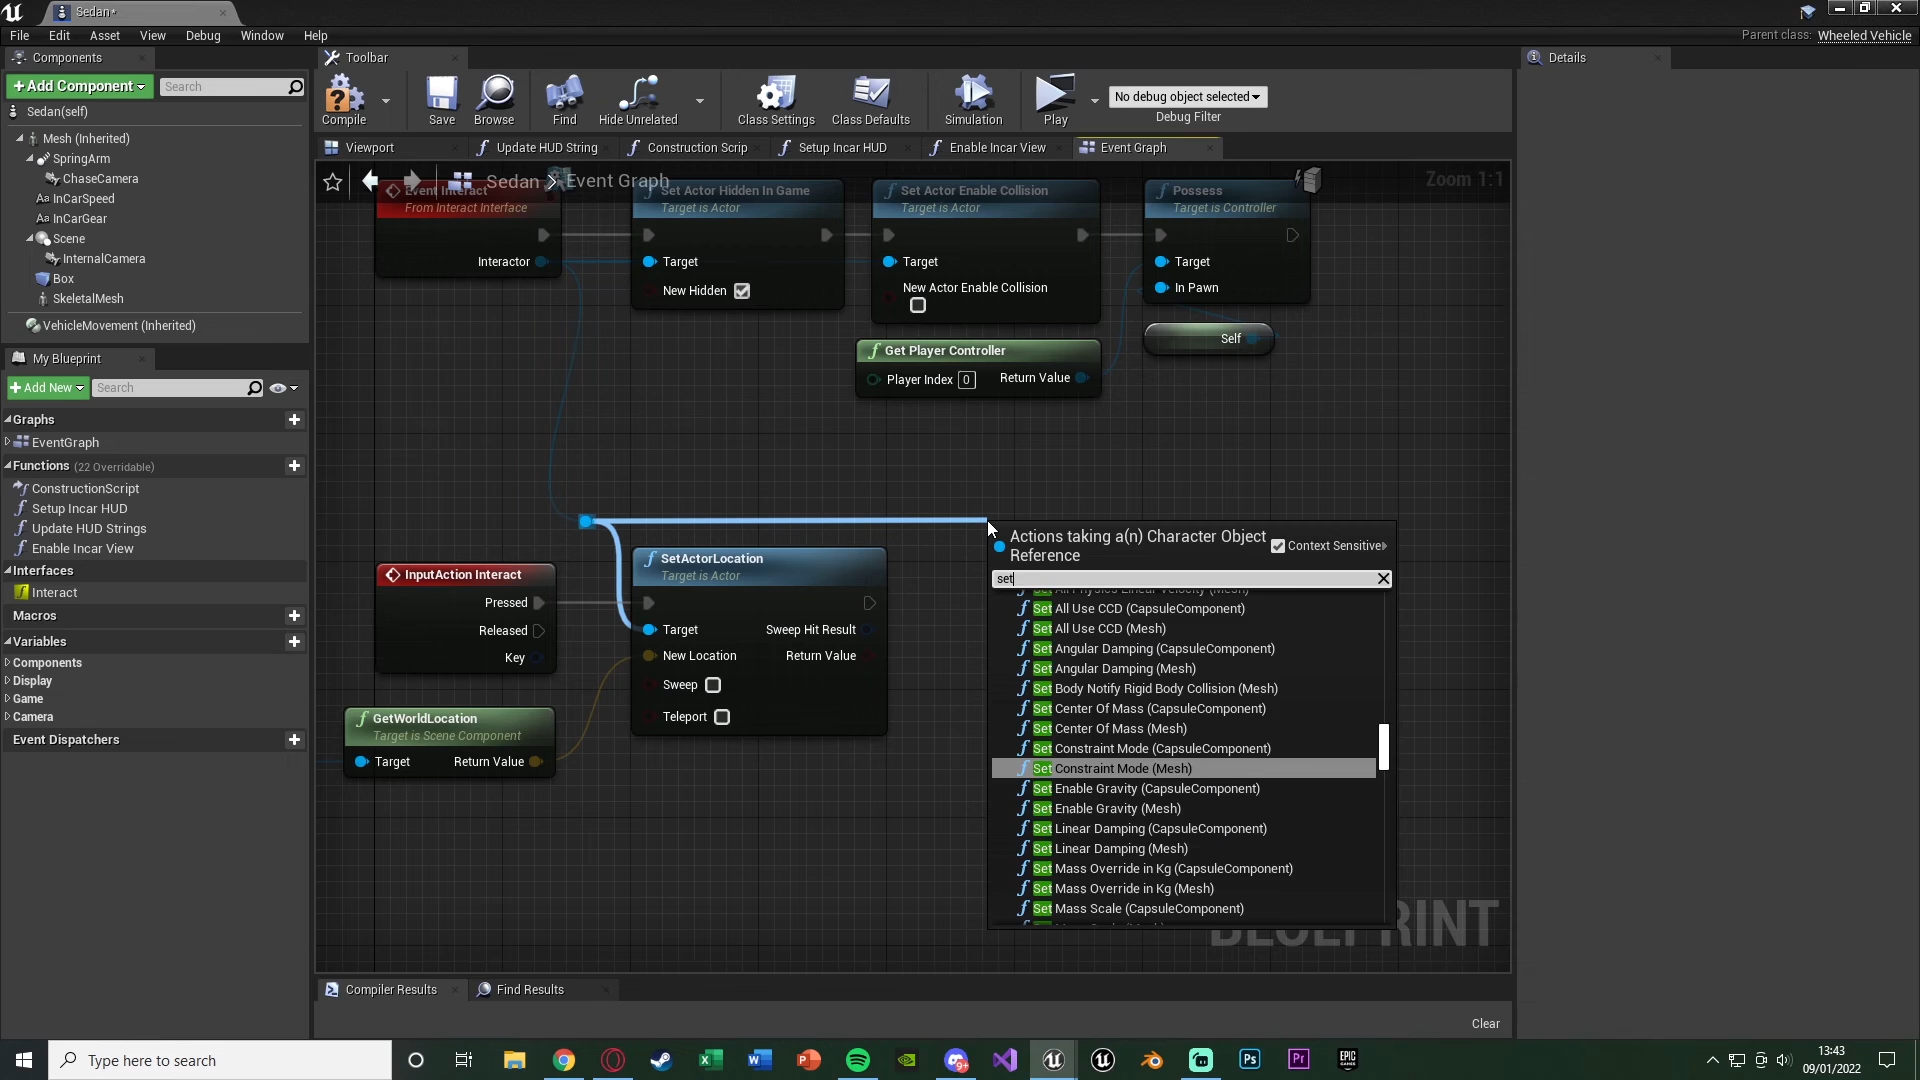 Sedan*
File Edit Asset View Debug Window Help
Parent class: Wheeled Vehicle
Components
Toolbar
Details
+Add Component
Search
Sedan(self)
Mesh (Inherited)
SpringArm
ChaseCamera
Aa InCarSpeed
Aa InCarGear
Scene
InternalCamera
Box
SkeletalMesh
VehicleMovement (Inherited)
Compile
Save
Browse
Find
Hide Unrelated
Class Settings
Class Defaults
Simulation
Play
No debug object selected
Debug Filter
Viewport
Update HUD String
Construction Scrip
Setup Incar HUD
Enable Incar View
Event Graph
Sedan > Event Graph
Zoom 1:1
My Blueprint
+Add New
Search
Graphs
EventGraph
Functions (22 Overridable)
ConstructionScript
Setup Incar HUD
Update HUD Strings
Enable Incar View
Interfaces
Interact
Macros
Variables
Components
Display
Game
Camera
Event Dispatchers
Event Interact
From Interact Interface
Interactor
Set Actor Hidden In Game
Target is Actor
Target
New Hidden
Set Actor Enable Collision
Target is Actor
Target
New Actor Enable Collision
Possess
Target is Controller
Target
In Pawn
Self
Get Player Controller
Player Index 0
Return Value
InputAction Interact
Pressed
Released
Key
SetActorLocation
Target is Actor
Target
Sweep Hit Result
New Location
Return Value
Sweep
Teleport
GetWorldLocation
Target is Scene Component
Target
Return Value
Actions taking a(n) Character Object
Reference
Context Sensitive
set
Set All Physics Linear Velocity (Mesh)
Set All Use CCD (CapsuleComponent)
Set All Use CCD (Mesh)
Set Angular Damping (CapsuleComponent)
Set Angular Damping (Mesh)
Set Body Notify Rigid Body Collision (Mesh)
Set Center Of Mass (CapsuleComponent)
Set Center Of Mass (Mesh)
Set Constraint Mode (CapsuleComponent)
Set Constraint Mode (Mesh)
Set Enable Gravity (CapsuleComponent)
Set Enable Gravity (Mesh)
Set Linear Damping (CapsuleComponent)
Set Linear Damping (Mesh)
Set Mass Override in Kg (CapsuleComponent)
Set Mass Override in Kg (Mesh)
Set Mass Scale (CapsuleComponent)
BLUEPRINT
Compiler Results
Find Results
Clear
Type here to search
13:43
09/01/2022